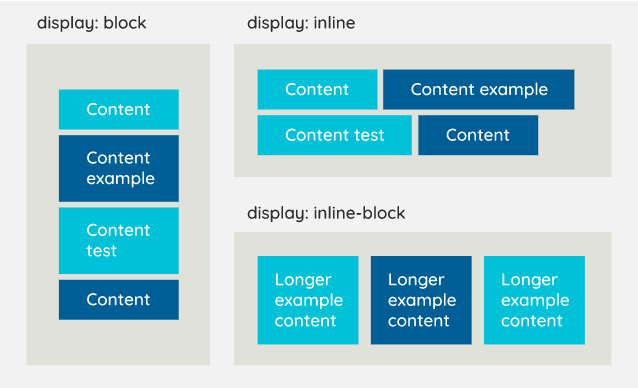 display: block
Content
Content
example
Content
test
Content
display: inline
Content
Content example
Content test
Content
display: inline-block
Longer
example
content
Longer
example
content
Longer
example
content